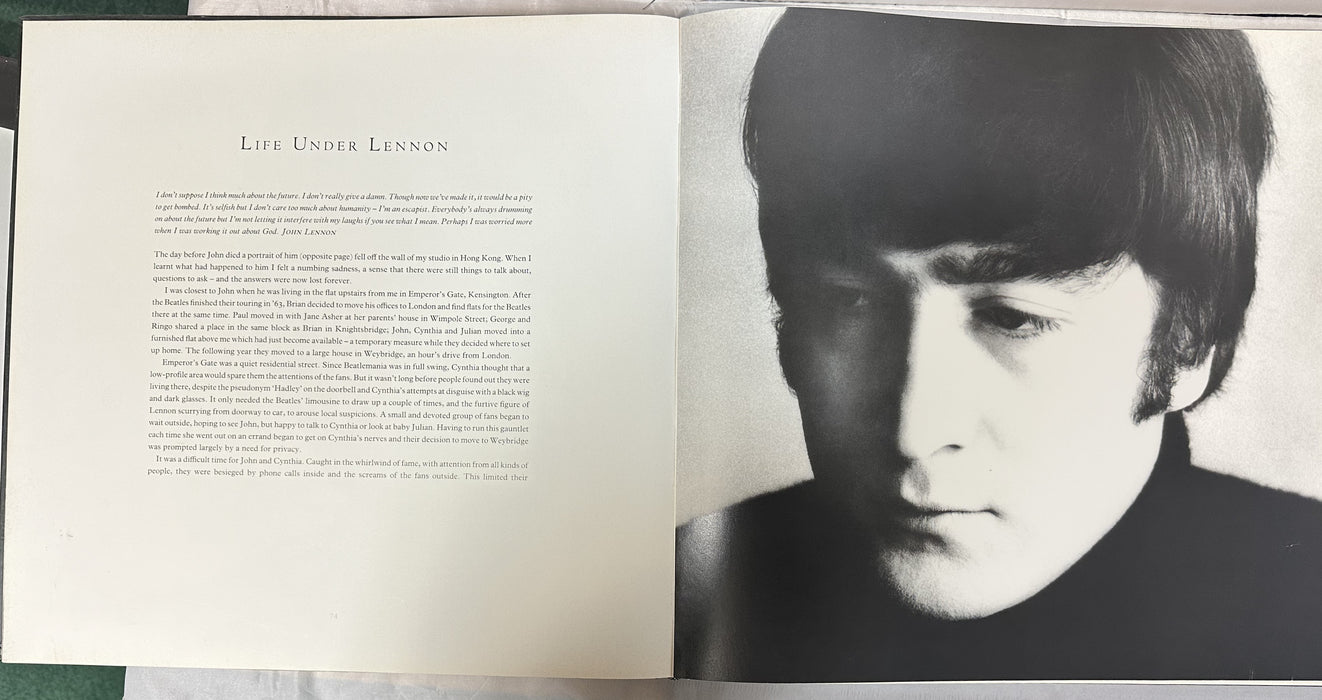 LIFE UNDER LENNON
I don't suppose I think much about the future. I don't really give a damn. Though now we've made it, it would be a pity
to get bombed. It's selfish but I don't care too much about humanity – I'm an escapist. Everybody's always drumming
on about the future but I'm not letting it interfere with my laughs if you see what I mean. Perhaps I was worried more
when I was working it out about God. JOHN LENNON
The day before John died a portrait of him (opposite page) fell off the wall of my studio in Hong Kong. When I
learnt what had happened to him I felt a numbing sadness, a sense that there were still things to talk about,
questions to ask – and the answers were now lost forever.
I was closest to John when he was living in the flat upstairs from me in Emperor's Gate, Kensington. After
the Beatles finished their touring in '63, Brian decided to move his offices to London and find flats for the Beatles
there at the same time. Paul moved in with Jane Asher at her parents' house in Wimpole Street; George and
Ringo shared a place in the same block as Brian in Knightsbridge; John, Cynthia and Julian moved into a
furnished flat above me which had just become available – a temporary measure while they decided where to set
up home. The following year they moved to a large house in Weybridge, an hour's drive from London.
Emperor's Gate was a quiet residential street. Since Beatlemania was in full swing, Cynthia thought that a
low-profile area would spare them the attentions of the fans. But it wasn't long before people found out they were
living there, despite the pseudonym 'Hadley' on the doorbell and Cynthia's attempts at disguise with a black wig
and dark glasses. It only needed the Beatles' limousine to draw up a couple of times, and the furtive figure of
Lennon scurrying from doorway to car, to arouse local suspicions. A small and devoted group of fans began to
wait outside, hoping to see John, but happy to talk to Cynthia or look at baby Julian. Having to run this gauntlet
each time she went out on an errand began to get on Cynthia's nerves and their decision to move to Weybridge
was prompted largely by a need for privacy.
It was a difficult time for John and Cynthia. Caught in the whirlwind of fame, with attention from all kinds of
people, they were besieged by phone calls inside and the screams of the fans outside. This limited their
74